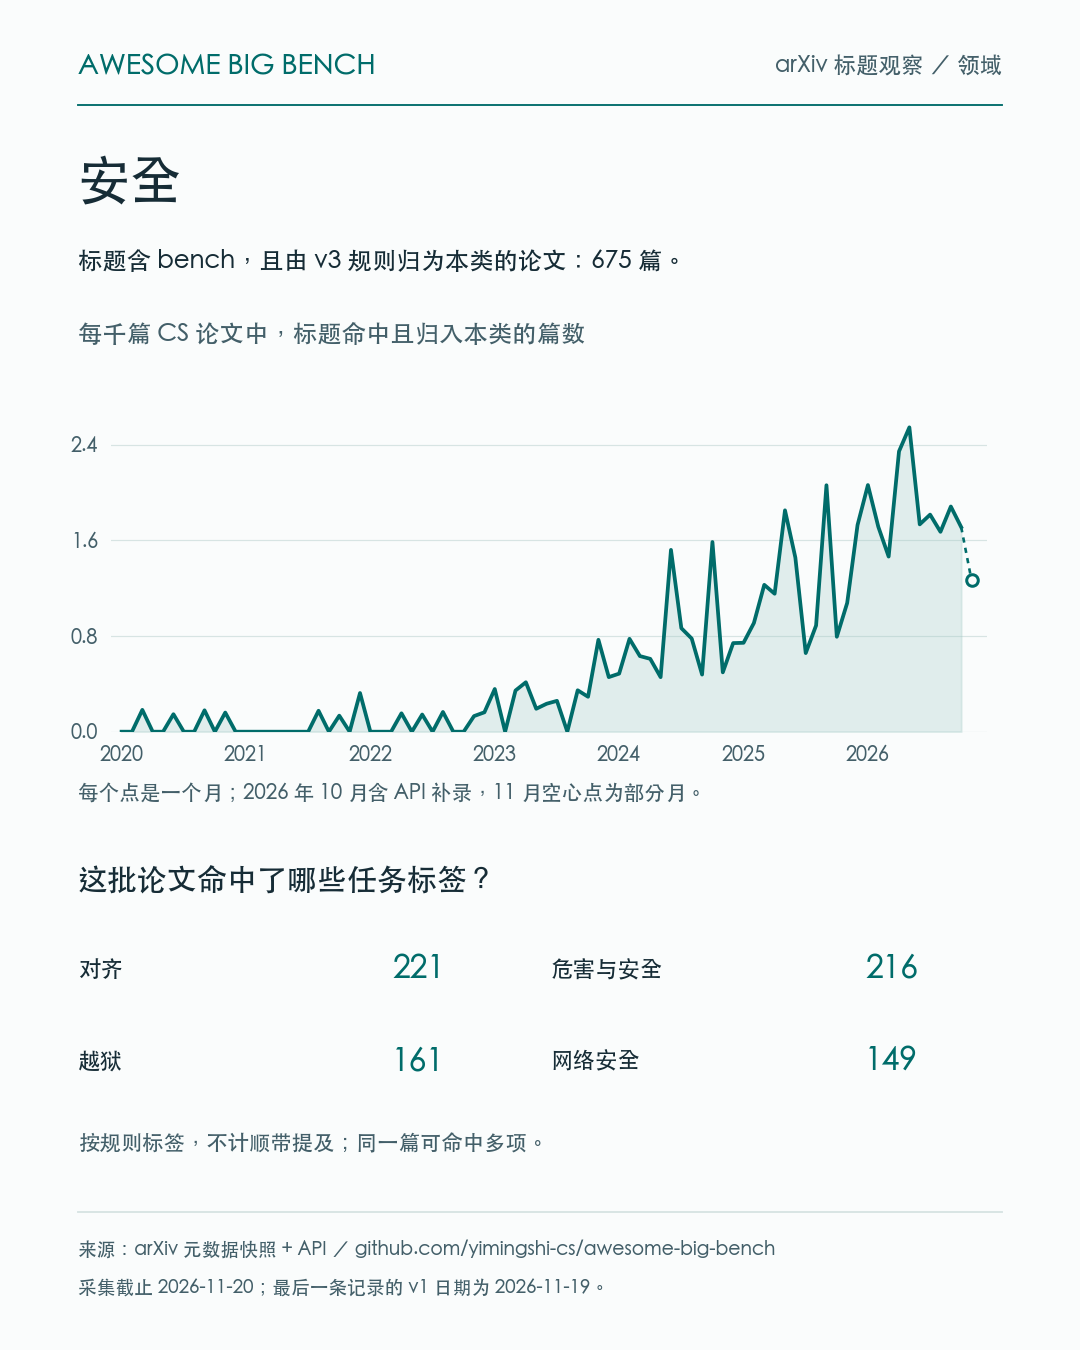 AWESOME BIG BENCH
arXiv 标题观察 ／ 领域
安全
标题含 bench，且由 v3 规则归为本类的论文：675 篇。
每千篇 CS 论文中，标题命中且归入本类的篇数
2.4
1.6
0.8
0.0
2020 2021 2022 2023 2024 2025 2026
每个点是一个月；2026 年 10 月含 API 补录，11 月空心点为部分月。
这批论文命中了哪些任务标签？
对齐 221 危害与安全 216
越狱 161 网络安全 149
按规则标签，不计顺带提及；同一篇可命中多项。
来源：arXiv 元数据快照 + API ／ github.com/yimingshi-cs/awesome-big-bench
采集截止 2026-11-20；最后一条记录的 v1 日期为 2026-11-19。